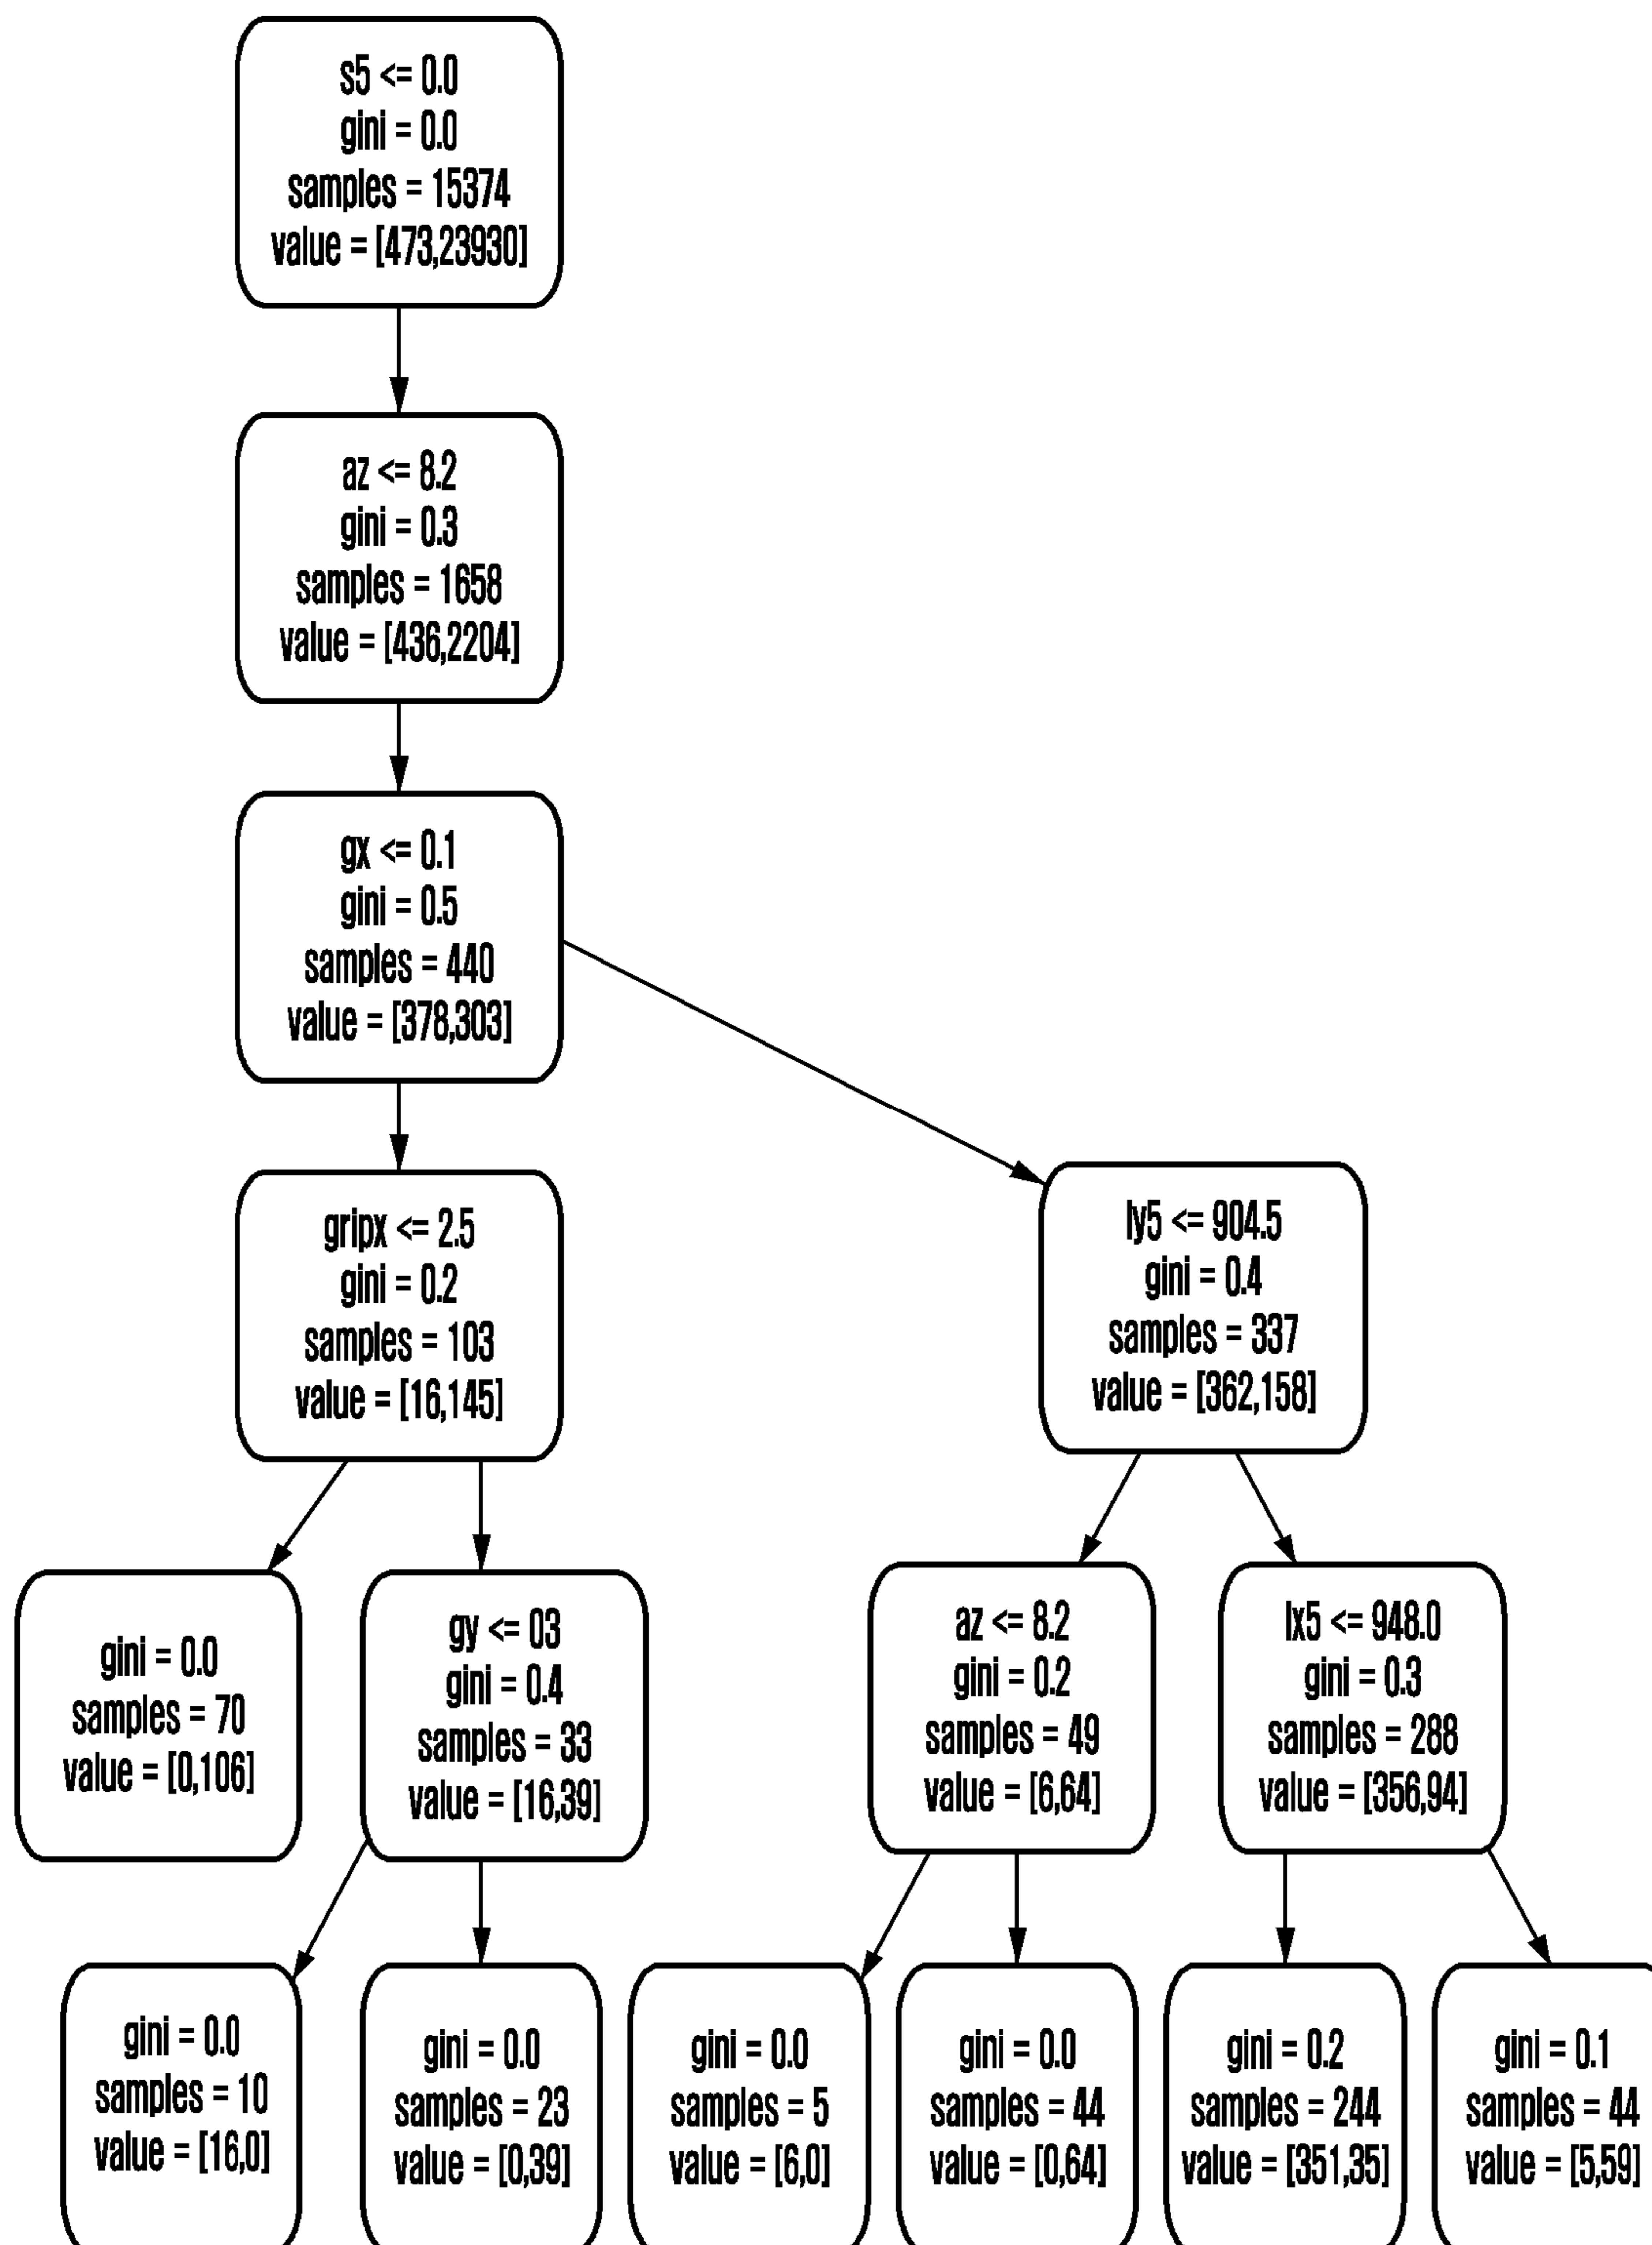 s5 <= 0.0
gini = 0.0
samples = 15374
value = [473,23930]
az <= 8.2
gini = 0.3
samples = 1658
value = [436,2204]
gx <= 0.1
gini = 0.5
samples = 440
value = [378,303]
gripx <= 2.5
gini = 0.2
samples = 103
value = [16,145]
ly5 <= 904.5
gini = 0.4
samples = 337
value = [362,158]
gini = 0.0
samples = 70
value = [0,106]
gy <= 03
gini = 0.4
samples = 33
value = [16,39]
az <= 8.2
gini = 0.2
samples = 49
value = [6,64]
lx5 <= 948.0
gini = 0.3
samples = 288
value = [356,94]
gini = 0.0
samples = 10
value = [16,0]
gini = 0.0
samples = 23
value = [0,39]
gini = 0.0
samples = 5
value = [6,0]
gini = 0.0
samples = 44
value = [0,64]
gini = 0.2
samples = 244
value = [351,35]
gini = 0.1
samples = 44
value = [5,59]